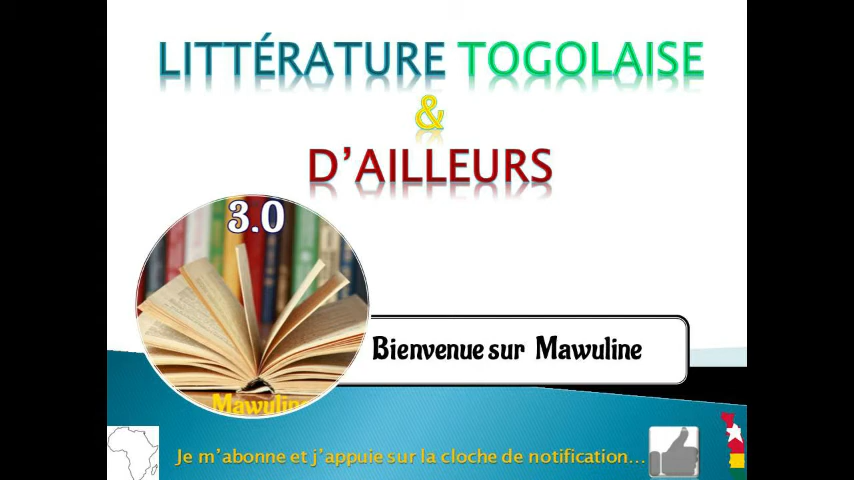 LITTÉRATURE TOGOLAISE
&
D'AILLEURS
3.0
Bienvenue sur Mawuline
Mawuline
Je m'abonne et j'appuie sur la cloche de notification...